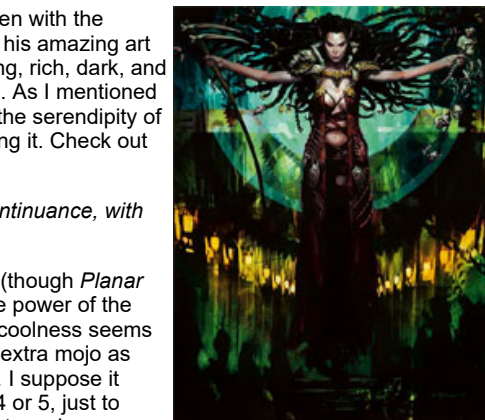 en with the
his amazing art
ng, rich, dark, and
. As I mentioned
the serendipity of
ng it. Check out
ntinuance, with
(though Planar
e power of the
coolness seems
extra mojo as
. I suppose it
4 or 5, just to